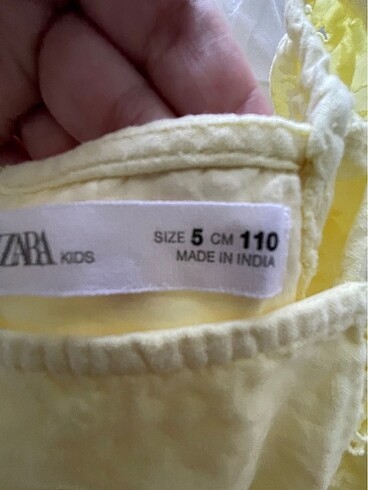 ZARA KIDS
SIZE 5 CM 110
MADE IN INDIA